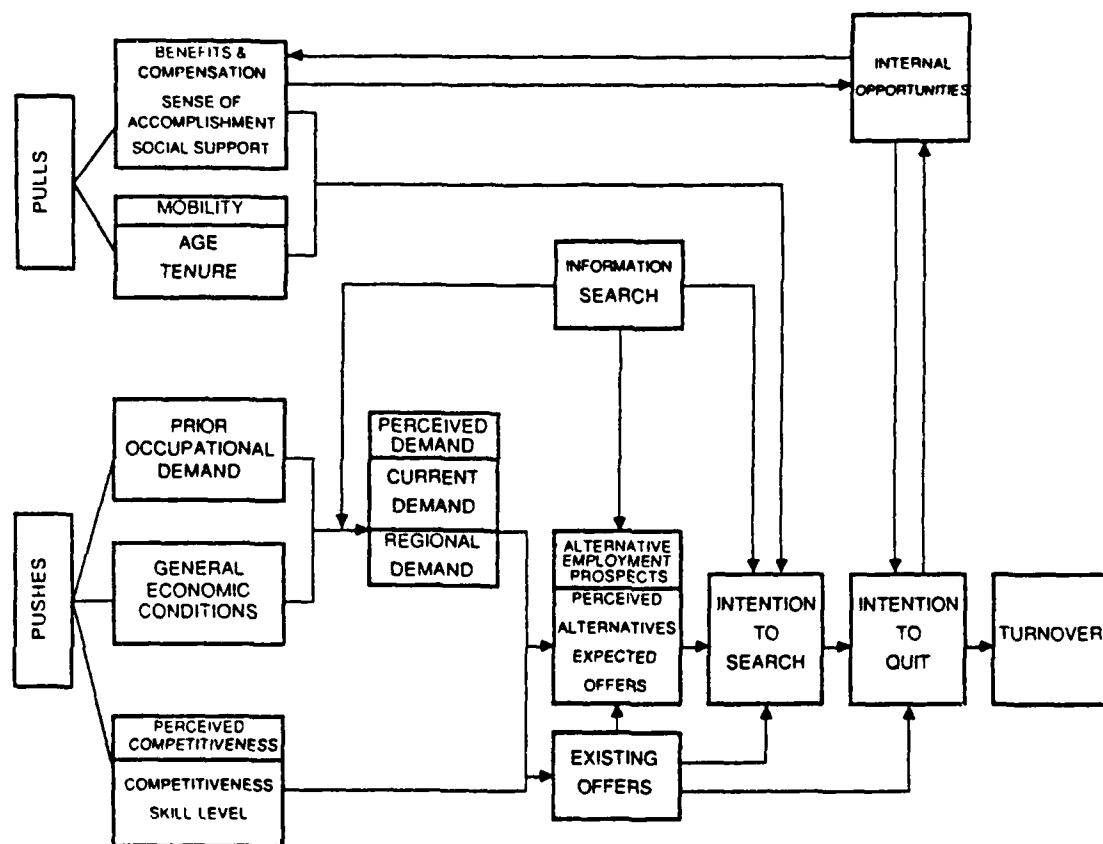 PULLS
BENEFITS &
COMPENSATION
SENSE OF
ACCOMPLISHMENT
SOCIAL SUPPORT
MOBILITY
AGE
TENURE
INTERNAL
OPPORTUNITIES
INFORMATION
SEARCH
PUSHES
PRIOR
OCCUPATIONAL
DEMAND
GENERAL
ECONOMIC
CONDITIONS
PERCEIVED
COMPETITIVENESS
COMPETITIVENESS
SKILL LEVEL
PERCEIVED
DEMAND
CURRENT
DEMAND
REGIONAL
DEMAND
ALTERNATIVE
EMPLOYMENT
PROSPECTS
PERCEIVED
ALTERNATIVES
EXPECTED
OFFERS
EXISTING
OFFERS
INTENTION
TO
SEARCH
INTENTION
TO
QUIT
TURNOVER